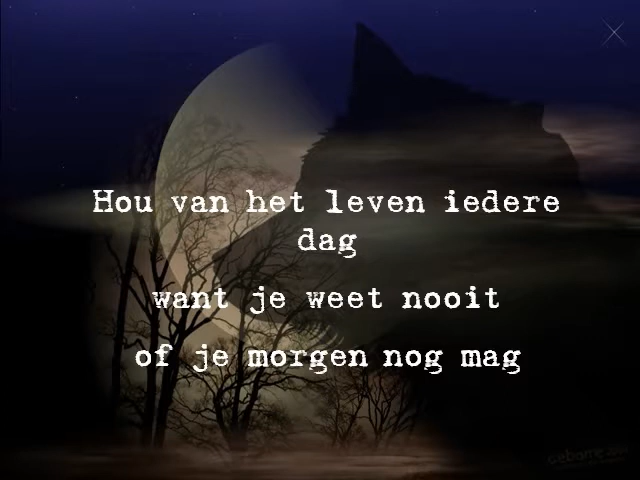 Hou van het leven iedere
dag
want je weet nooit
of je morgen nog mag